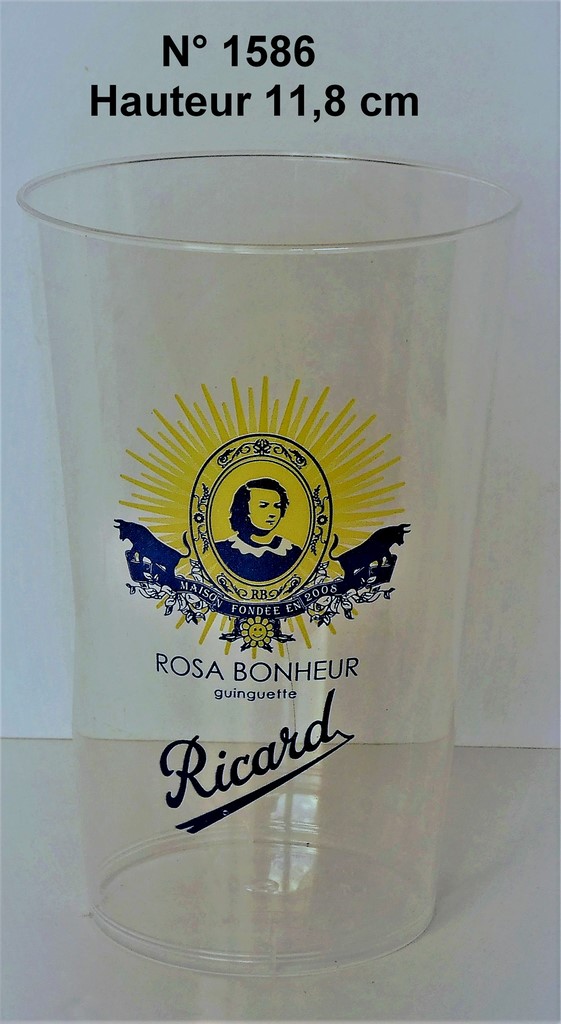 N° 1586
Hauteur 11,8 cm
RB
MAISON FONDÉE EN 2008
ROSA BONHEUR
guinguette
Ricard